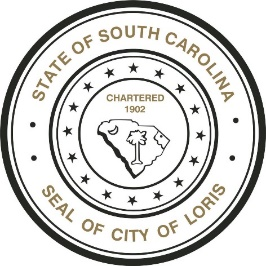 STATE OF SOUTH CAROLINA
CHARTERED
1902
SEAL OF CITY OF LORIS